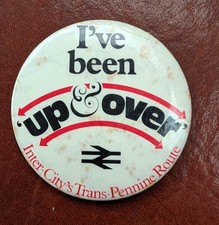 I've
been
'up & over'
Inter-City's Trans-Pennine Route